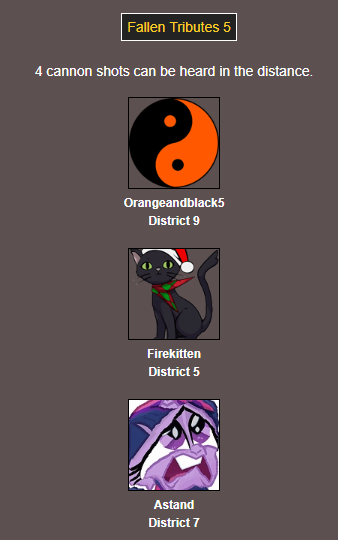 Fallen Tributes 5
4 cannon shots can be heard in the distance.
Orangeandblack5
District 9
Firekitten
District 5
Astand
District 7